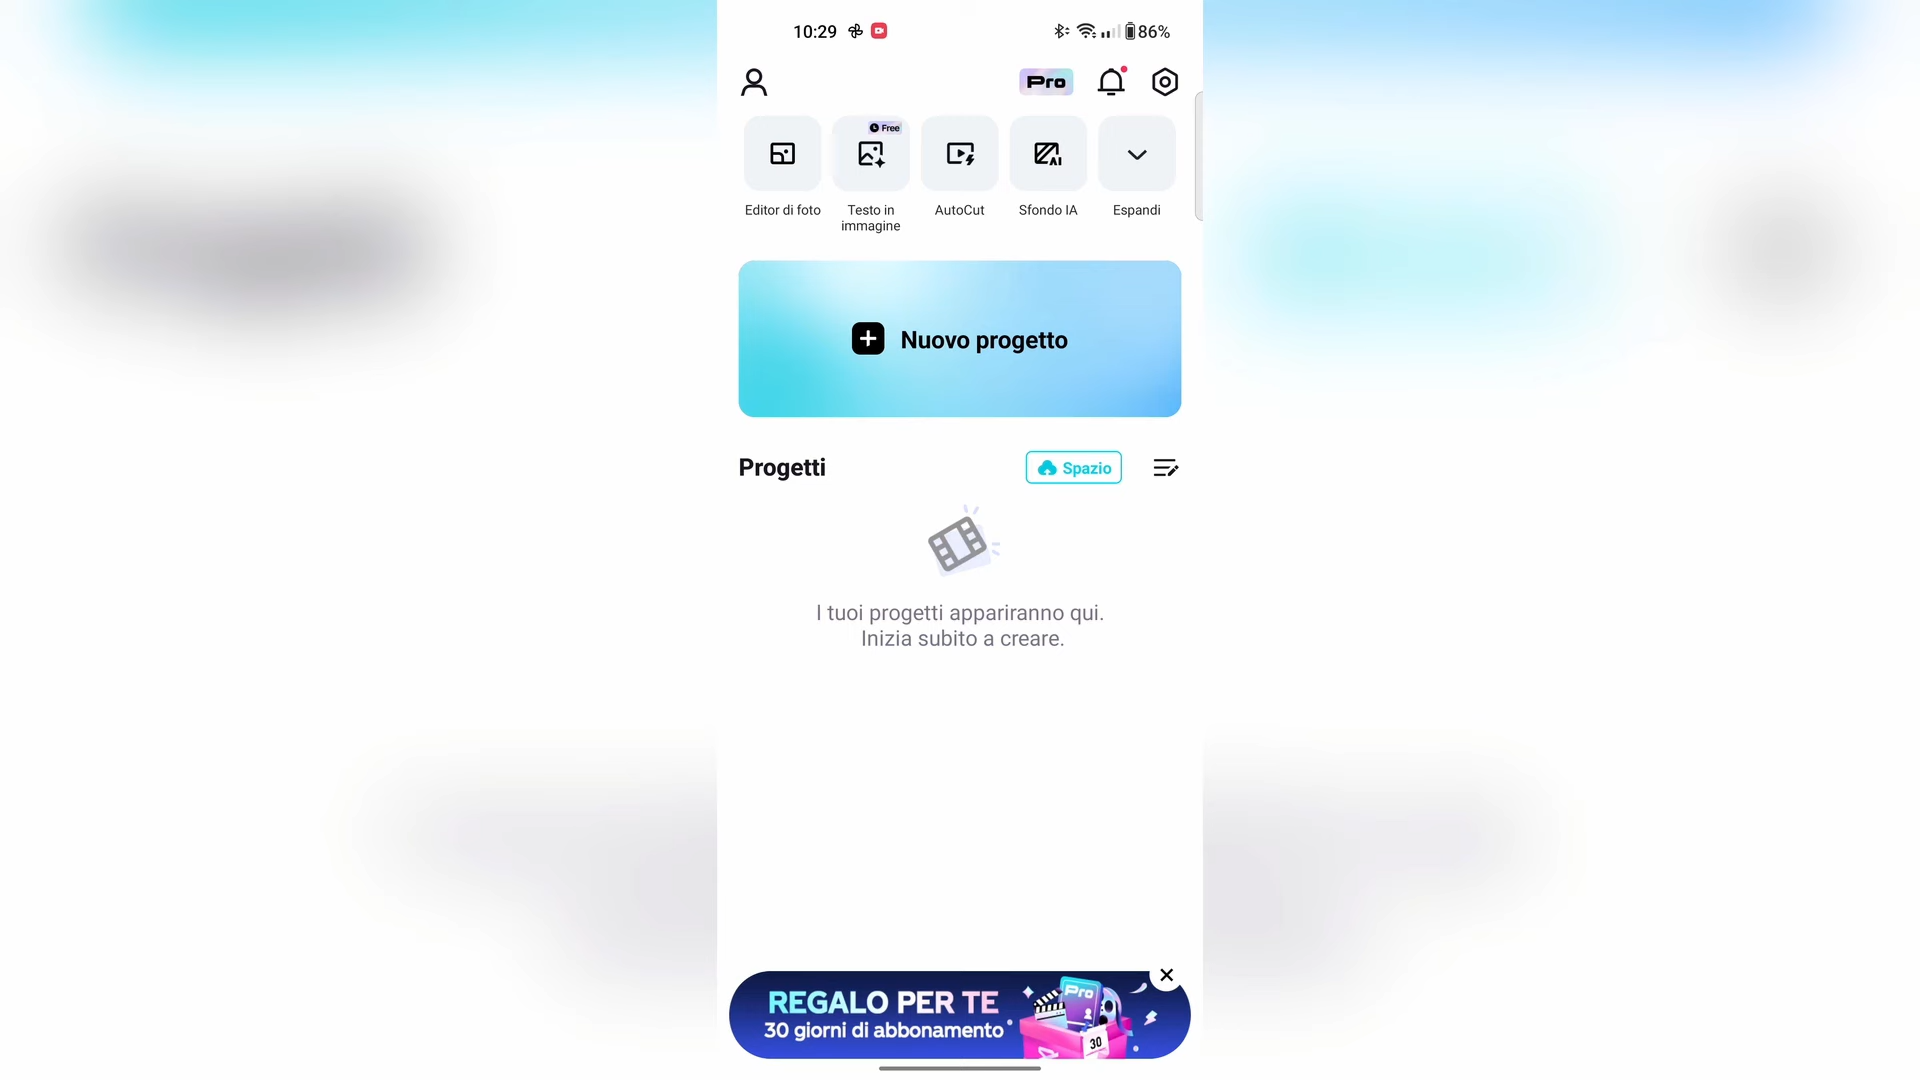 10:29
86%
Pro
Free
Editor di foto
Testo in
immagine
AutoCut
Sfondo IA
AI
Espandi
Nuovo progetto
Progetti
Spazio
I tuoi progetti appariranno qui.
Inizia subito a creare.
REGALO PER TE
30 giorni di abbonamento
Pro
30